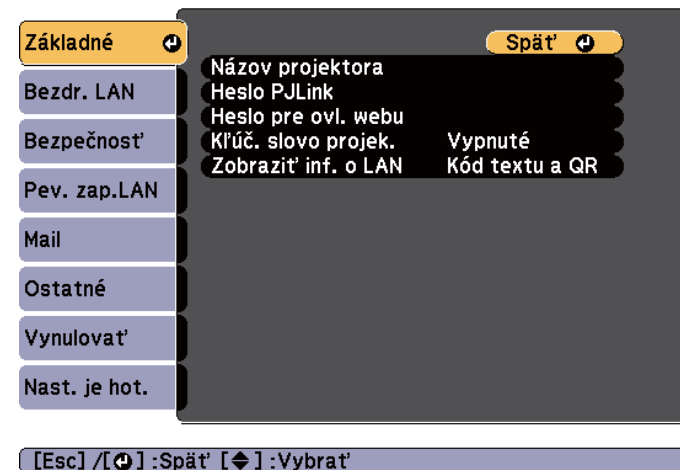 Základné
Späť
Názov projektora
Bezdr. LAN
Heslo PJLink
Heslo pre ovl. webu
Bezpečnosť
Kľúč. slovo projek. Vypnuté
Zobraziť inf. o LAN Kód textu a QR
Pev. zap.LAN
Mail
Ostatné
Vynulovať
Nast. je hot.
[Esc] /[⏎] :Späť [◆] :Vybrať